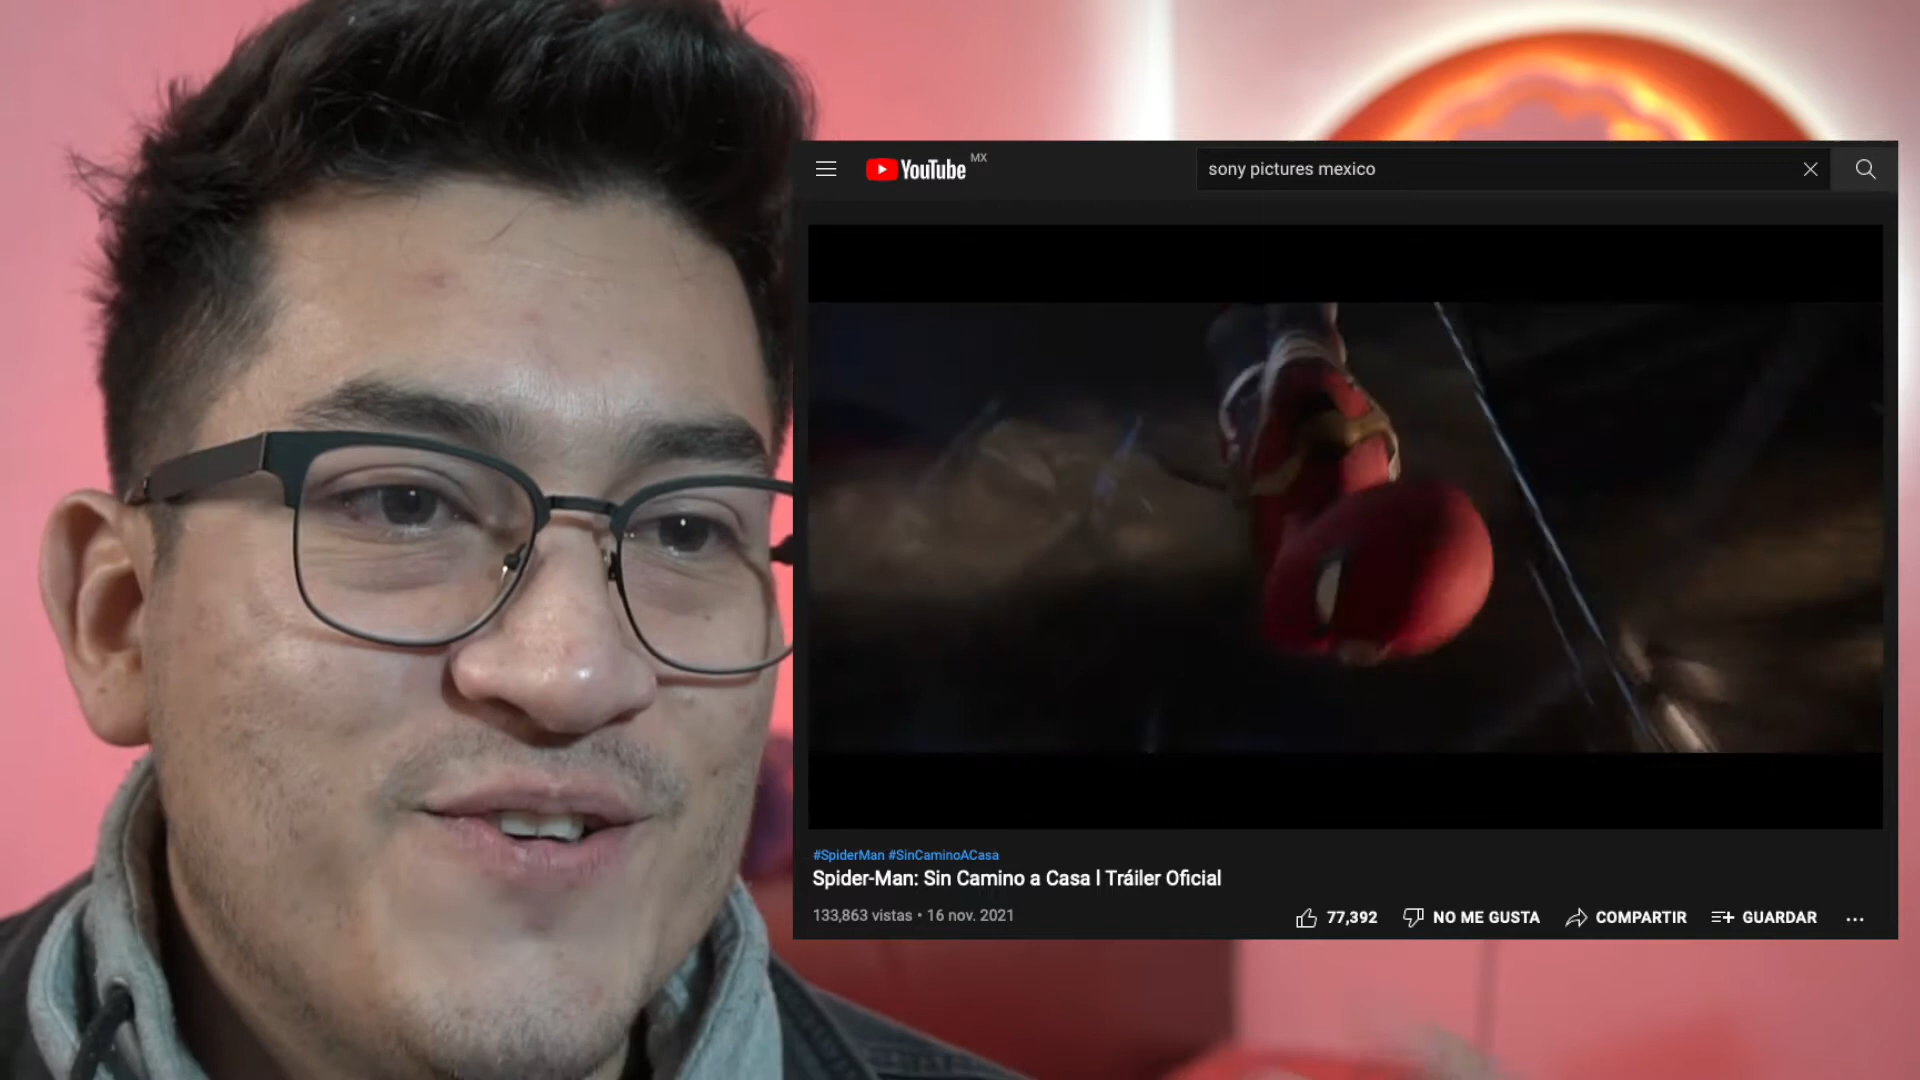 YouTube MX
sony pictures mexico
#SpiderMan #SinCaminoACasa
Spider-Man: Sin Camino a Casa l Tráiler Oficial
133,863 vistas • 16 nov. 2021
77,392 NO ME GUSTA COMPARTIR GUARDAR ...